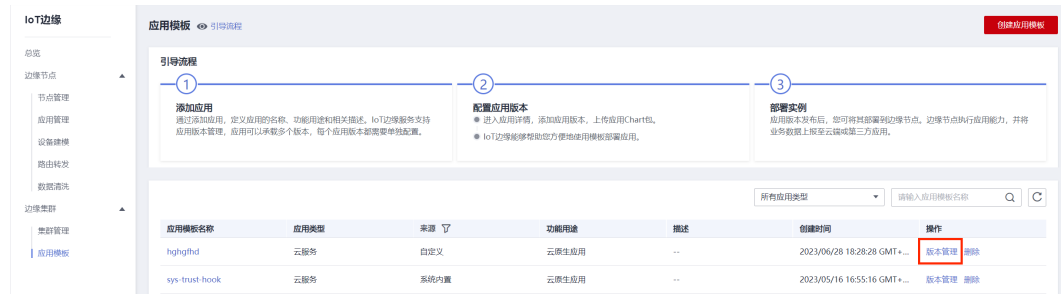 IoT边缘
总览
边缘节点
节点管理
应用管理
设备建模
路由转发
数据清洗
边缘集群
集群管理
应用模板
应用模板 引导流程
创建应用模板
引导流程
1
添加应用
通过添加应用，定义应用的名称、功能用途和相关描述。IoT边缘服务支持
应用版本管理，应用可以承载多个版本，每个应用版本都需要单独配置。
2
配置应用版本
进入应用详情，添加应用版本，上传应用Chart包。
IoT边缘能够帮助您方便地使用模板部署应用。
3
部署实例
应用版本发布后，您可将其部署到边缘节点。边缘节点执行应用能力，并将
业务数据上报至云端或第三方应用。
所有应用类型 请输入应用模板名称
应用模板名称 应用类型 来源 功能用途 描述 创建时间 操作
hghgfhd 云服务 自定义 云原生应用 -- 2023/06/28 18:28:28 GMT+... 版本管理 删除
sys-trust-hook 云服务 系统内置 云原生应用 -- 2023/05/16 16:55:16 GMT+... 版本管理 删除